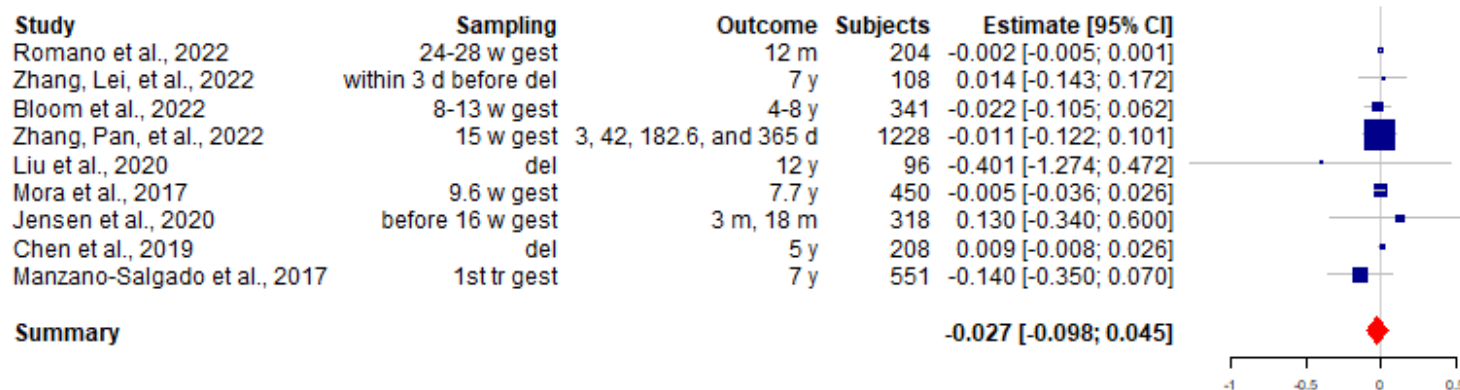 Study Sampling Outcome Subjects Estimate [95% CI]
Romano et al., 2022 24-28 w gest 12 m 204 -0.002 [-0.005; 0.001]
Zhang, Lei, et al., 2022 within 3 d before del 7 y 108 0.014 [-0.143; 0.172]
Bloom et al., 2022 8-13 w gest 4-8 y 341 -0.022 [-0.105; 0.062]
Zhang, Pan, et al., 2022 15 w gest 3, 42, 182.6, and 365 d 1228 -0.011 [-0.122; 0.101]
Liu et al., 2020 del 12 y 96 -0.401 [-1.274; 0.472]
Mora et al., 2017 9.6 w gest 7.7 y 450 -0.005 [-0.036; 0.026]
Jensen et al., 2020 before 16 w gest 3 m, 18 m 318 0.130 [-0.340; 0.600]
Chen et al., 2019 del 5 y 208 0.009 [-0.008; 0.026]
Manzano-Salgado et al., 2017 1st tr gest 7 y 551 -0.140 [-0.350; 0.070]
Summary -0.027 [-0.098; 0.045]
-1 -0.5 0 0.5